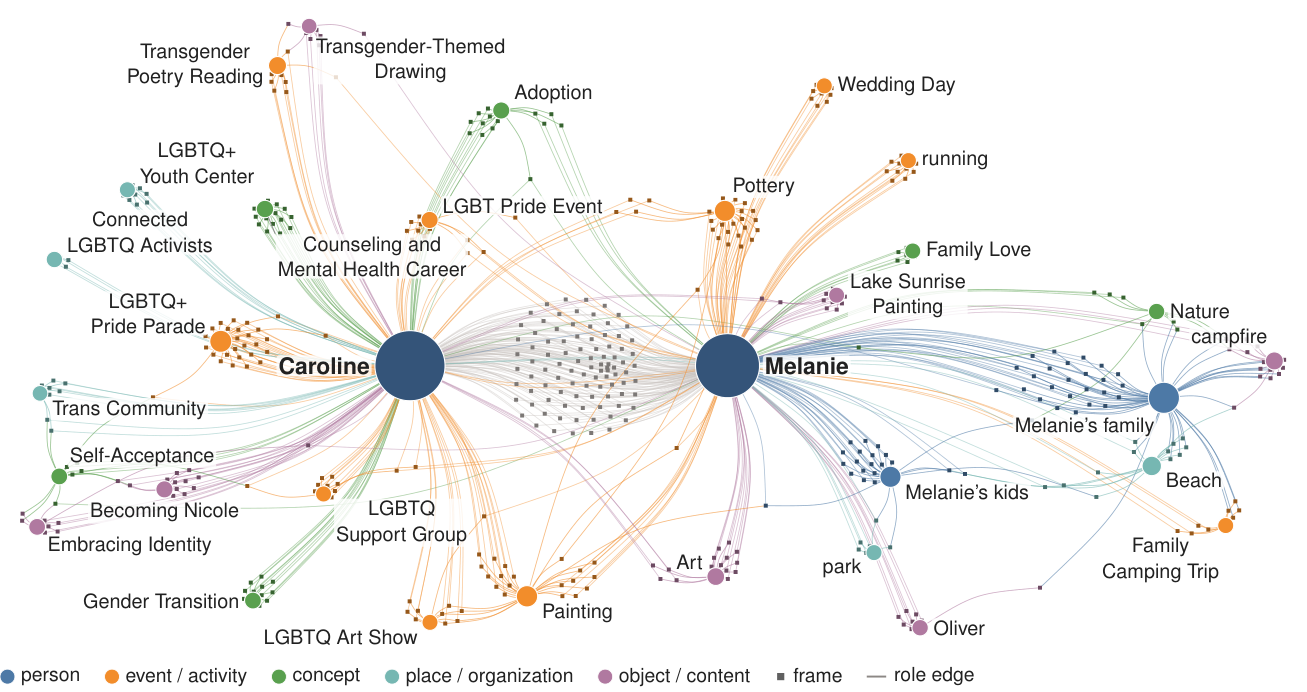 Transgender
Poetry Reading
Transgender-Themed
Drawing
Adoption
Wedding Day
LGBTQ+
Youth Center
running
Pottery
Connected
LGBTQ Activists
LGBT Pride Event
Counseling and
Mental Health Career
Family Love
Lake Sunrise
Painting
LGBTQ+
Pride Parade
Nature
campfire
Caroline
Melanie
Trans Community
Melanie's family
Self-Acceptance
Becoming Nicole
LGBTQ
Support Group
Melanie's kids
Beach
Embracing Identity
Art
park
Family
Camping Trip
Gender Transition
Painting
LGBTQ Art Show
Oliver
person
event / activity
concept
place / organization
object / content
frame
role edge